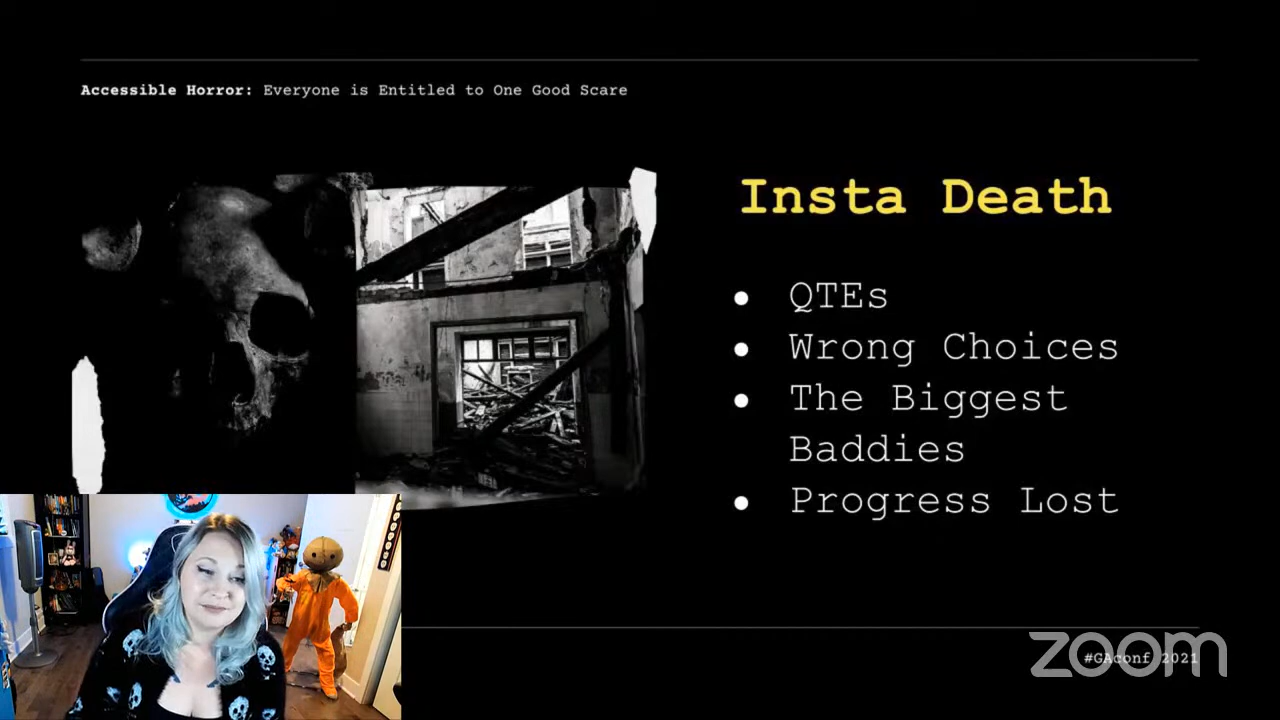 Accessible Horror: Everyone is Entitled to One Good Scare
Insta Death
● QTEs
● Wrong Choices
● The Biggest
Baddies
● Progress Lost
#GAconf 2021
zoom